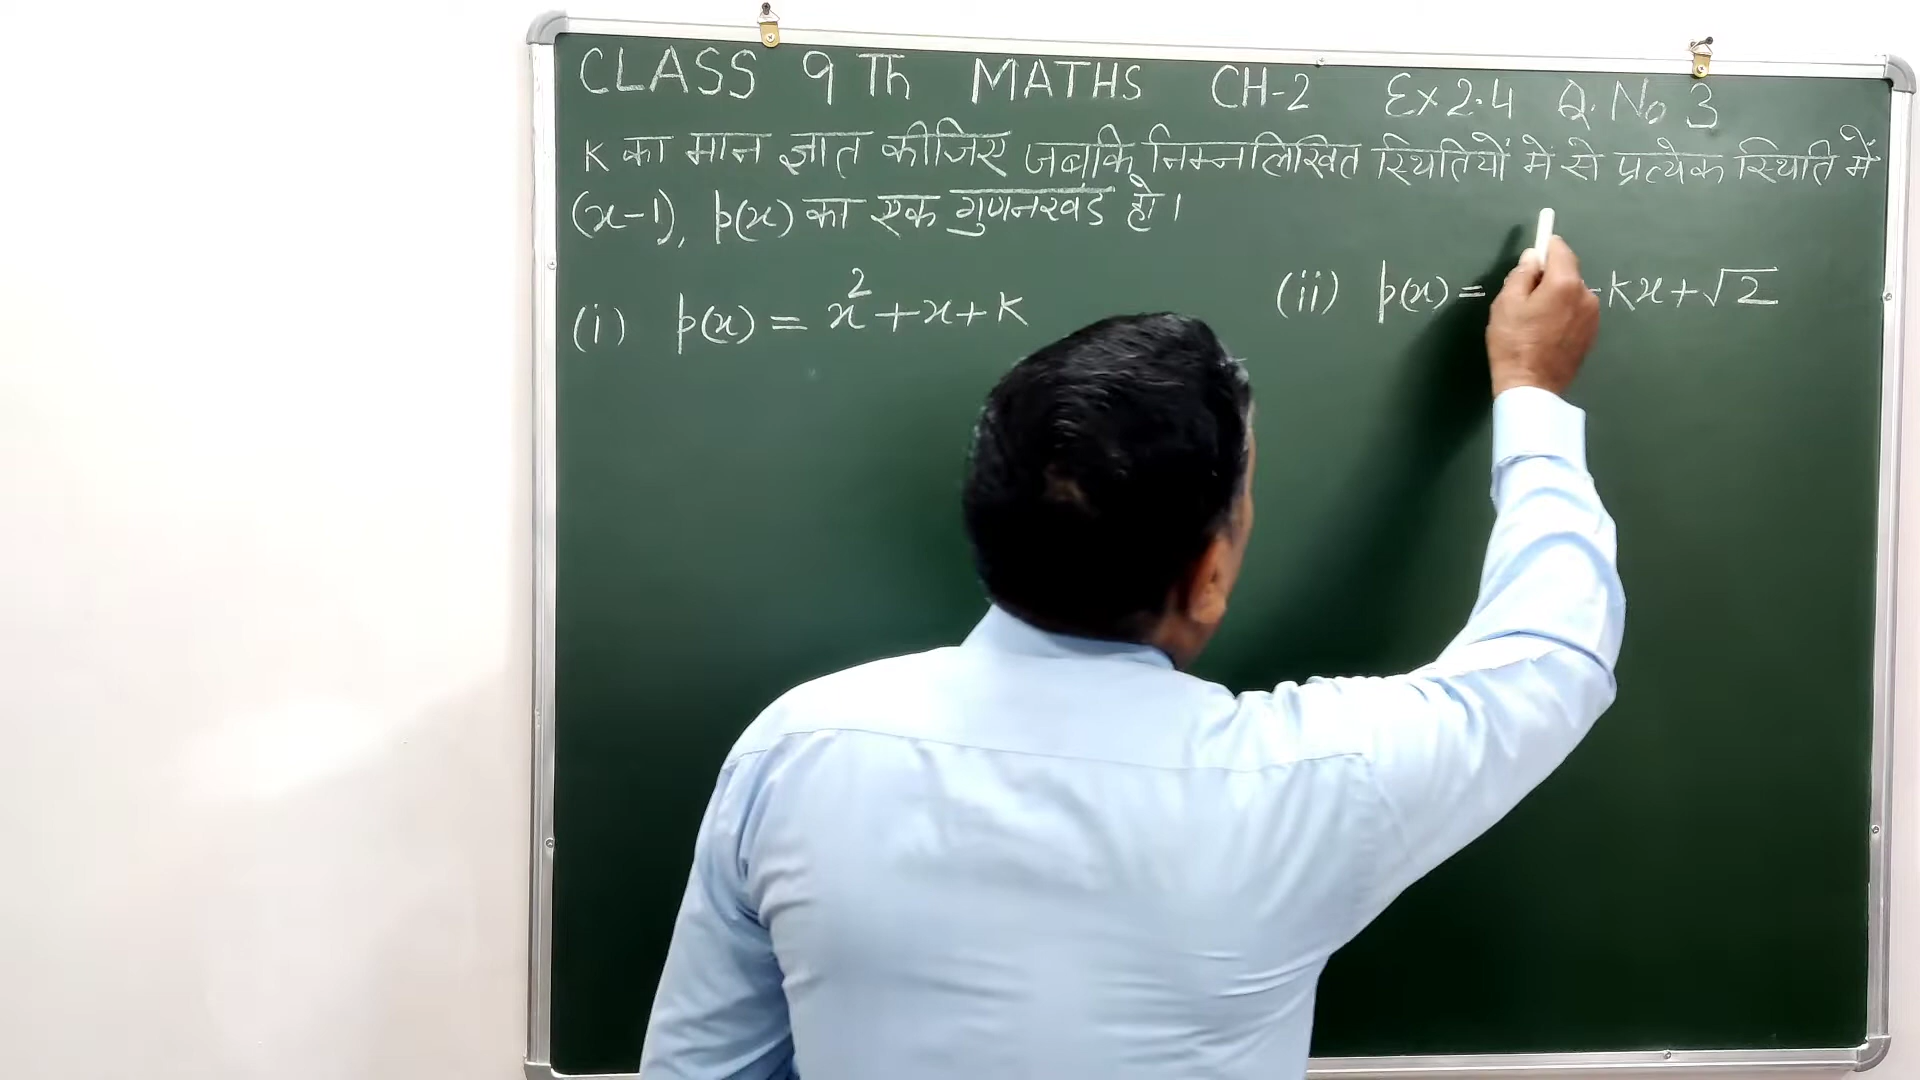 CLASS 9 Th MATHS CH-2 Ex 2.4 Q. No 3
K का मान ज्ञात कीजिए जबकि निम्नलिखित स्थितियों में से प्रत्येक स्थिति में
(x-1), p(x) का एक गुणनखंड हो।
(i) p(x) = x²+x+k
(ii) p(x) = -kx+√2